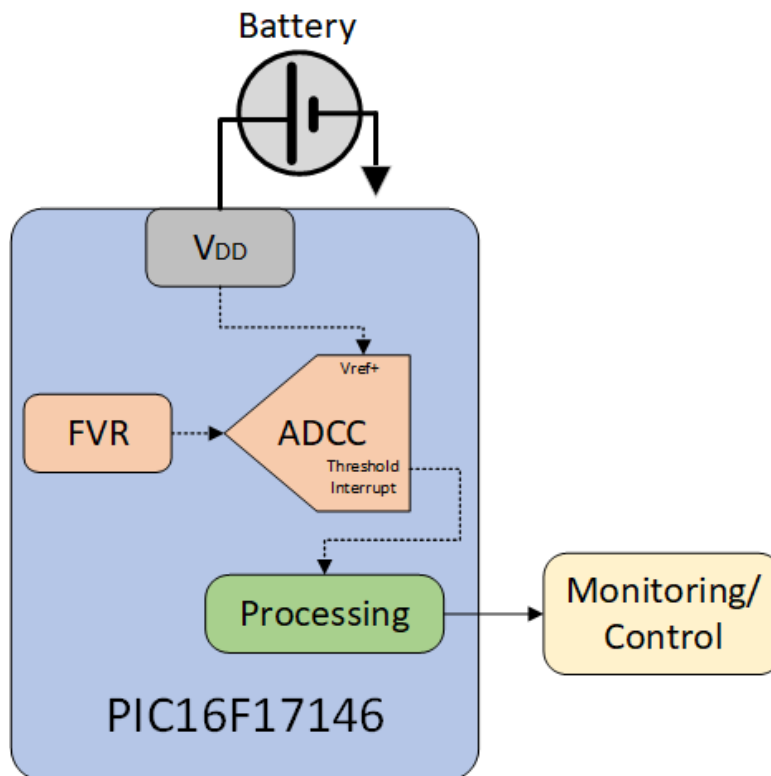 Battery
VDD
Vref+
FVR
ADCC
Threshold
Interrupt
Processing
Monitoring/
Control
PIC16F17146